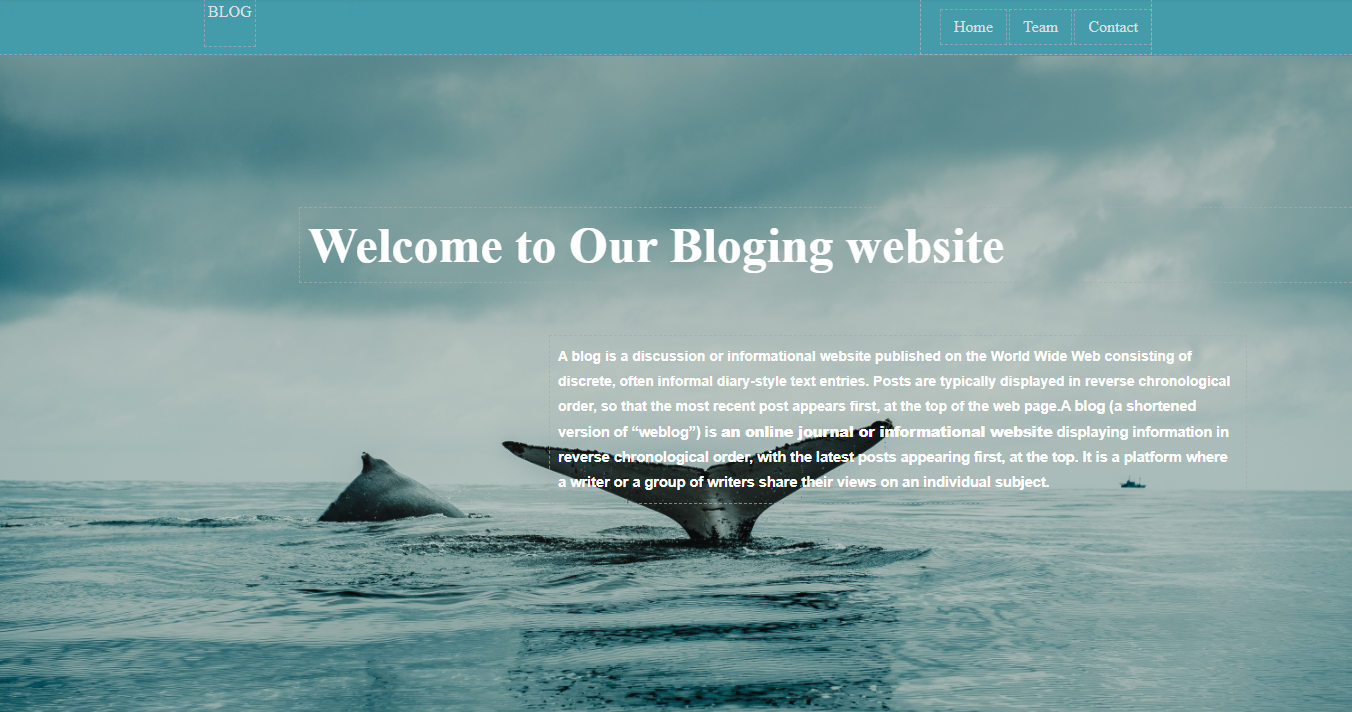 BLOG
Home Team Contact
Welcome to Our Bloging website
A blog is a discussion or informational website published on the World Wide Web consisting of
discrete, often informal diary-style text entries. Posts are typically displayed in reverse chronological
order, so that the most recent post appears first, at the top of the web page.A blog (a shortened
version of “weblog”) is an online journal or informational website displaying information in
reverse chronological order, with the latest posts appearing first, at the top. It is a platform where
a writer or a group of writers share their views on an individual subject.